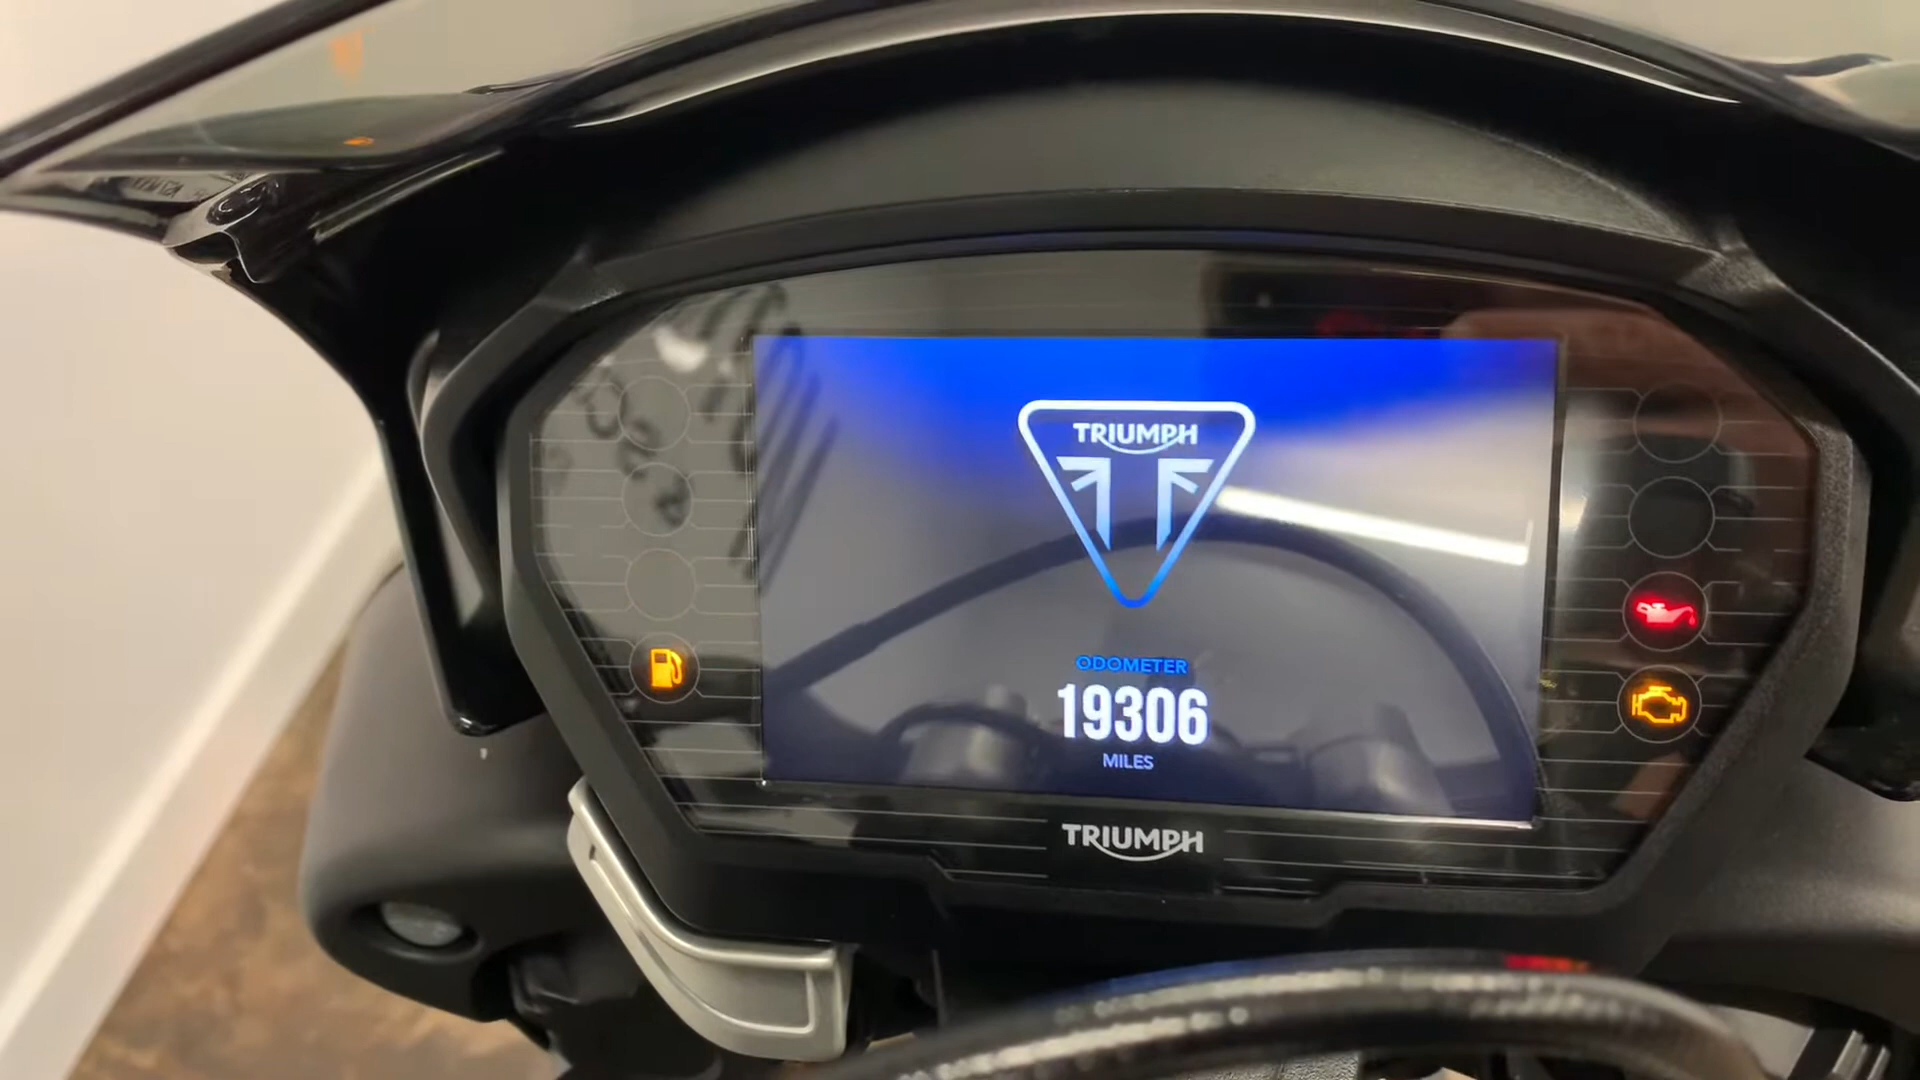 TRIUMPH
ODOMETER
19306
MILES
TRIUMPH